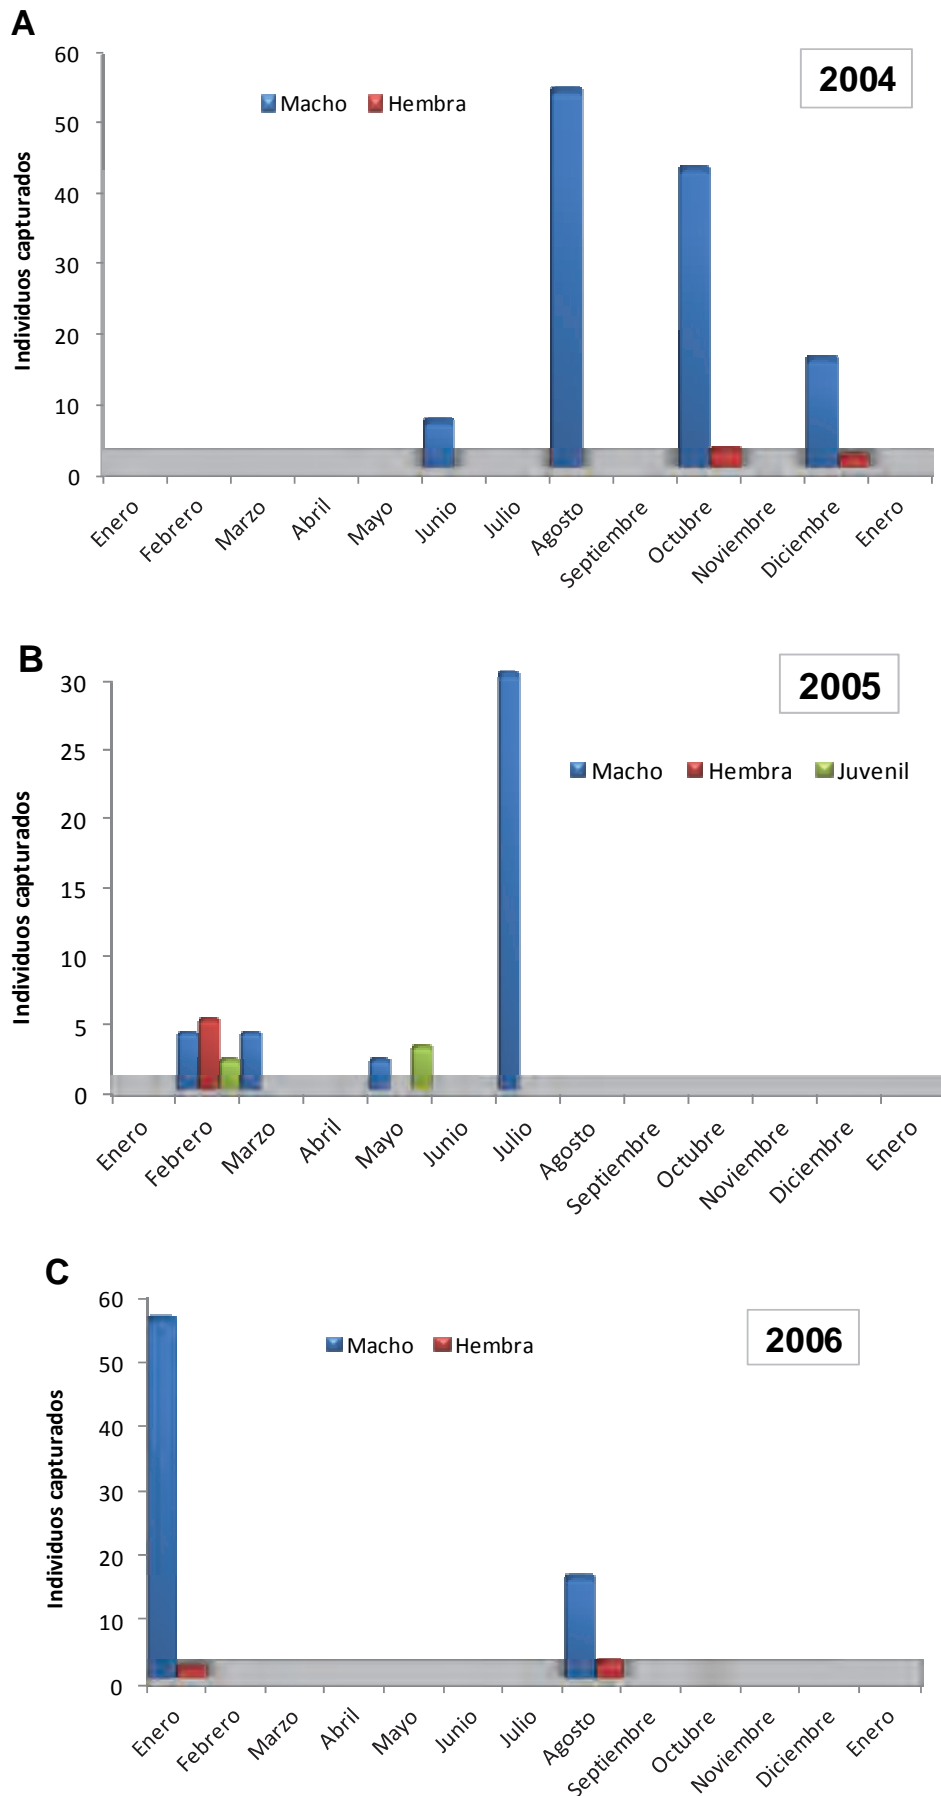 A
2004
Macho Hembra
Individuos capturados
60
50
40
30
20
10
0
Enero Febrero Marzo Abril Mayo Junio Julio Agosto Septiembre Octubre Noviembre Diciembre Enero
B
2005
Macho Hembra Juvenil
Individuos capturados
30
25
20
15
10
5
0
Enero Febrero Marzo Abril Mayo Junio Julio Agosto Septiembre Octubre Noviembre Diciembre Enero
C
2006
Macho Hembra
Individuos capturados
60
50
40
30
20
10
0
Enero Febrero Marzo Abril Mayo Junio Julio Agosto Septiembre Octubre Noviembre Diciembre Enero